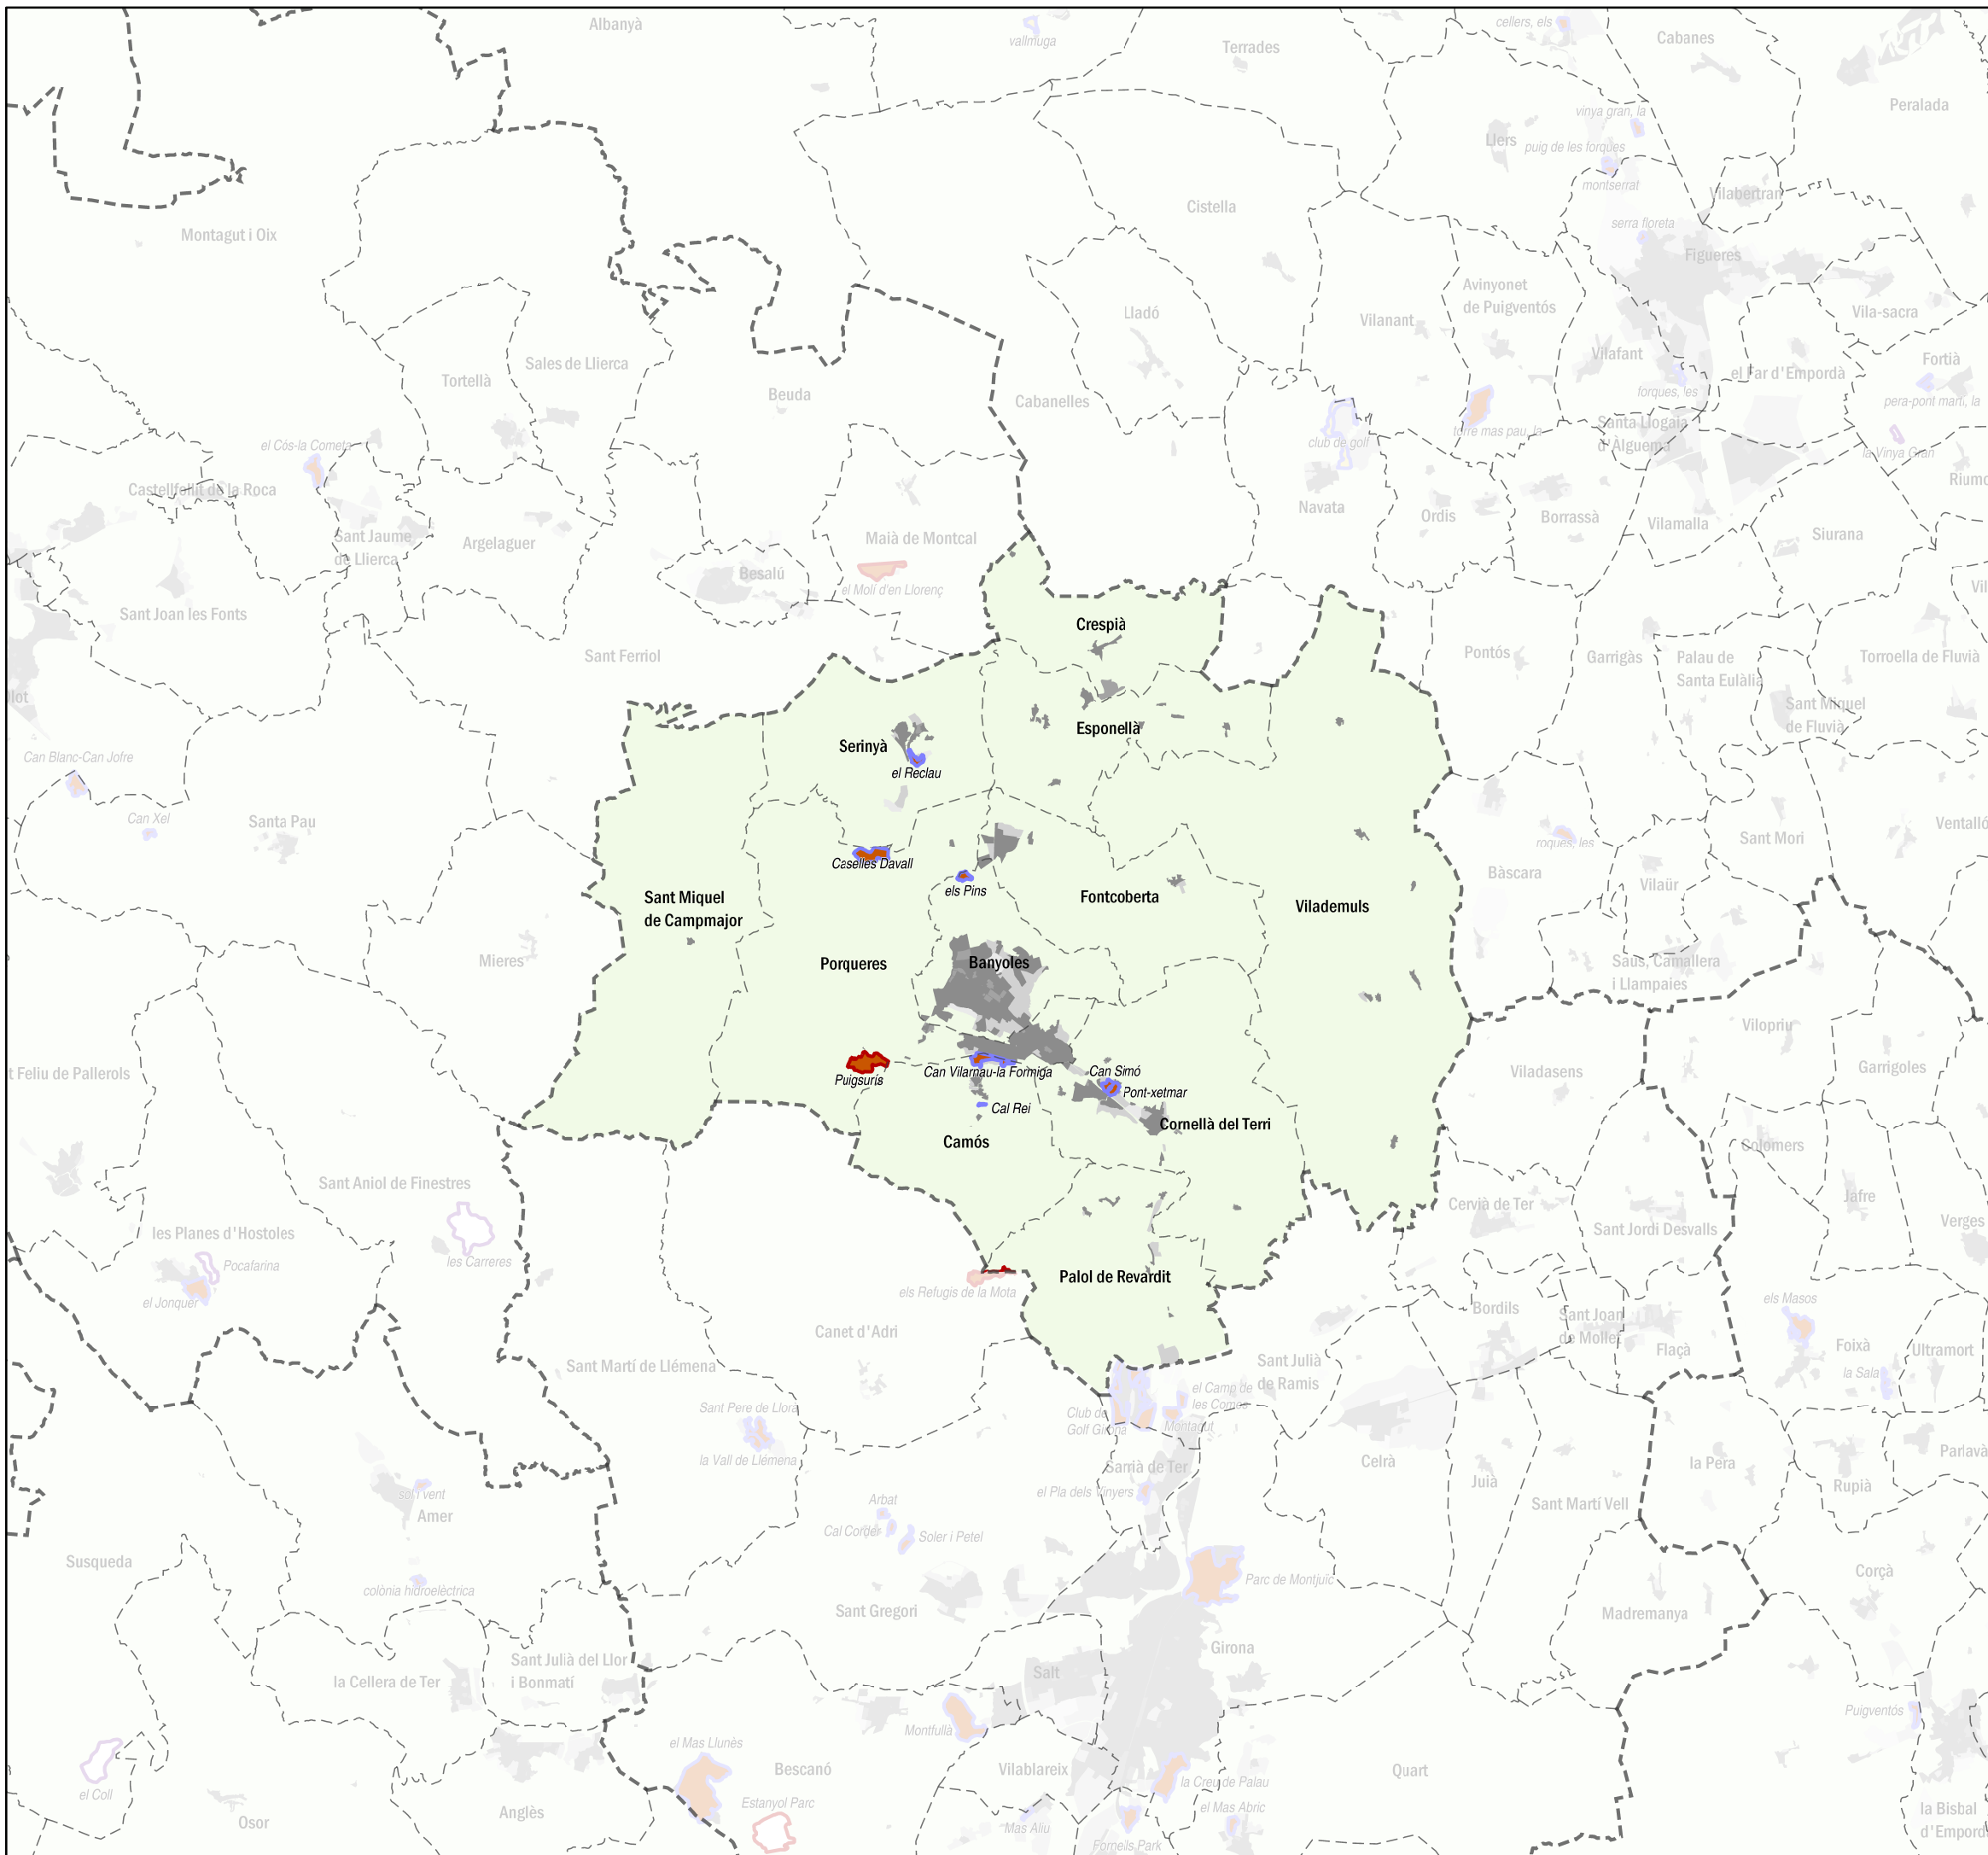 Albanyà
vallmuga
Terrades
cellers, els
Cabanes
Peralada
vinya gran, la
Llers
puig de les forques
montserrat
Vilabertran
Montagut i Oix
Cistella
serra floreta
Figueres
Avinyonet
de Puigventós
Lladó
Vilanant
Vila-sacra
Sales de Llierca
Tortellà
Vilafant
Fortià
el Far d'Empordà
Beuda
Cabanelles
forques, les
pera-pont martí, la
el Cós-la Cometa
club de golf
torre mas pau, la
Santa Llogaia
d'Àlguema
la Vinya Gran
Castellfollit de la Roca
Riumo
Navata
Ordis
Borrassà
Vilamalla
Siurana
Sant Jaume
de Llierca
Argelaguer
Maià de Montcal
Besalú
el Molí d'en Llorenç
Vil
Sant Joan les Fonts
Crespià
Sant Ferriol
Pontós
Garrigàs
Palau de
Santa Eulàlia
Torroella de Fluvià
lot
Sant Miquel
de Fluvià
Esponellà
Serinyà
el Reclau
Can Blanc-Can Jofre
Can Xel
Santa Pau
Sant Mori
Ventalló
roques, les
Caselles Davall
els Pins
Bàscara
Vilaür
Sant Miquel
de Campmajor
Fontcoberta
Vilademuls
Mieres
Porqueres
Banyoles
Saus, Camallera
i Llampaies
Vilopriu
t Feliu de Pallerols
Puigsurís
Can Vilarnau-la Formiga
Can Simó
Pont-xetmar
Viladasens
Garrigoles
Cal Rei
Cornellà del Terri
Camós
Colomers
Sant Aniol de Finestres
Jafre
Cervià de Ter
Sant Jordi Desvalls
Verges
les Planes d'Hostoles
Pocafarina
les Carreres
el Jonquer
els Refugis de la Mota
Palol de Revardit
Bordils
Sant Joan
de Mollet
els Masos
Canet d'Adri
Flaçà
Foixà
Ultramort
Sant Martí de Llémena
Sant Julià
de Ramis
la Sala
el Camp de
les Comes
Club de
Golf Girona
Montagut
Sant Pere de Llorà
la Vall de Llémena
Sarrià de Ter
Celrà
Juià
la Pera
Parlavà
Rupià
el Pla dels Vinyers
sol i vent
Amer
Arbat
Cal Corder
Soler i Petel
Sant Martí Vell
Susqueda
colònia hidroelèctrica
Parc de Montjuïc
Corçà
Sant Gregori
Madremanya
Girona
Sant Julià del Llor
i Bonmatí
la Cellera de Ter
Salt
Montfullà
Puigventós
el Mas Llunès
Bescanó
Vilablareix
Quart
la Creu de Palau
el Coll
Estanyol Parc
el Mas Abric
Osor
Anglès
Mas Aliu
Fornells Park
la Bisbal
d'Empord